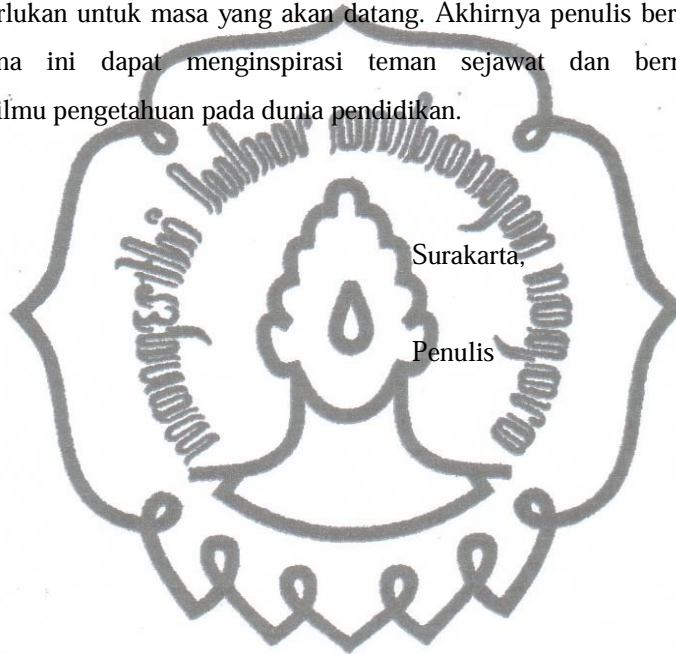 rlukan untuk masa yang akan datang. Akhirnya penulis ber
na ini dapat menginspirasi teman sejawat dan ber
ilmu pengetahuan pada dunia pendidikan.
Surakarta,
Penulis